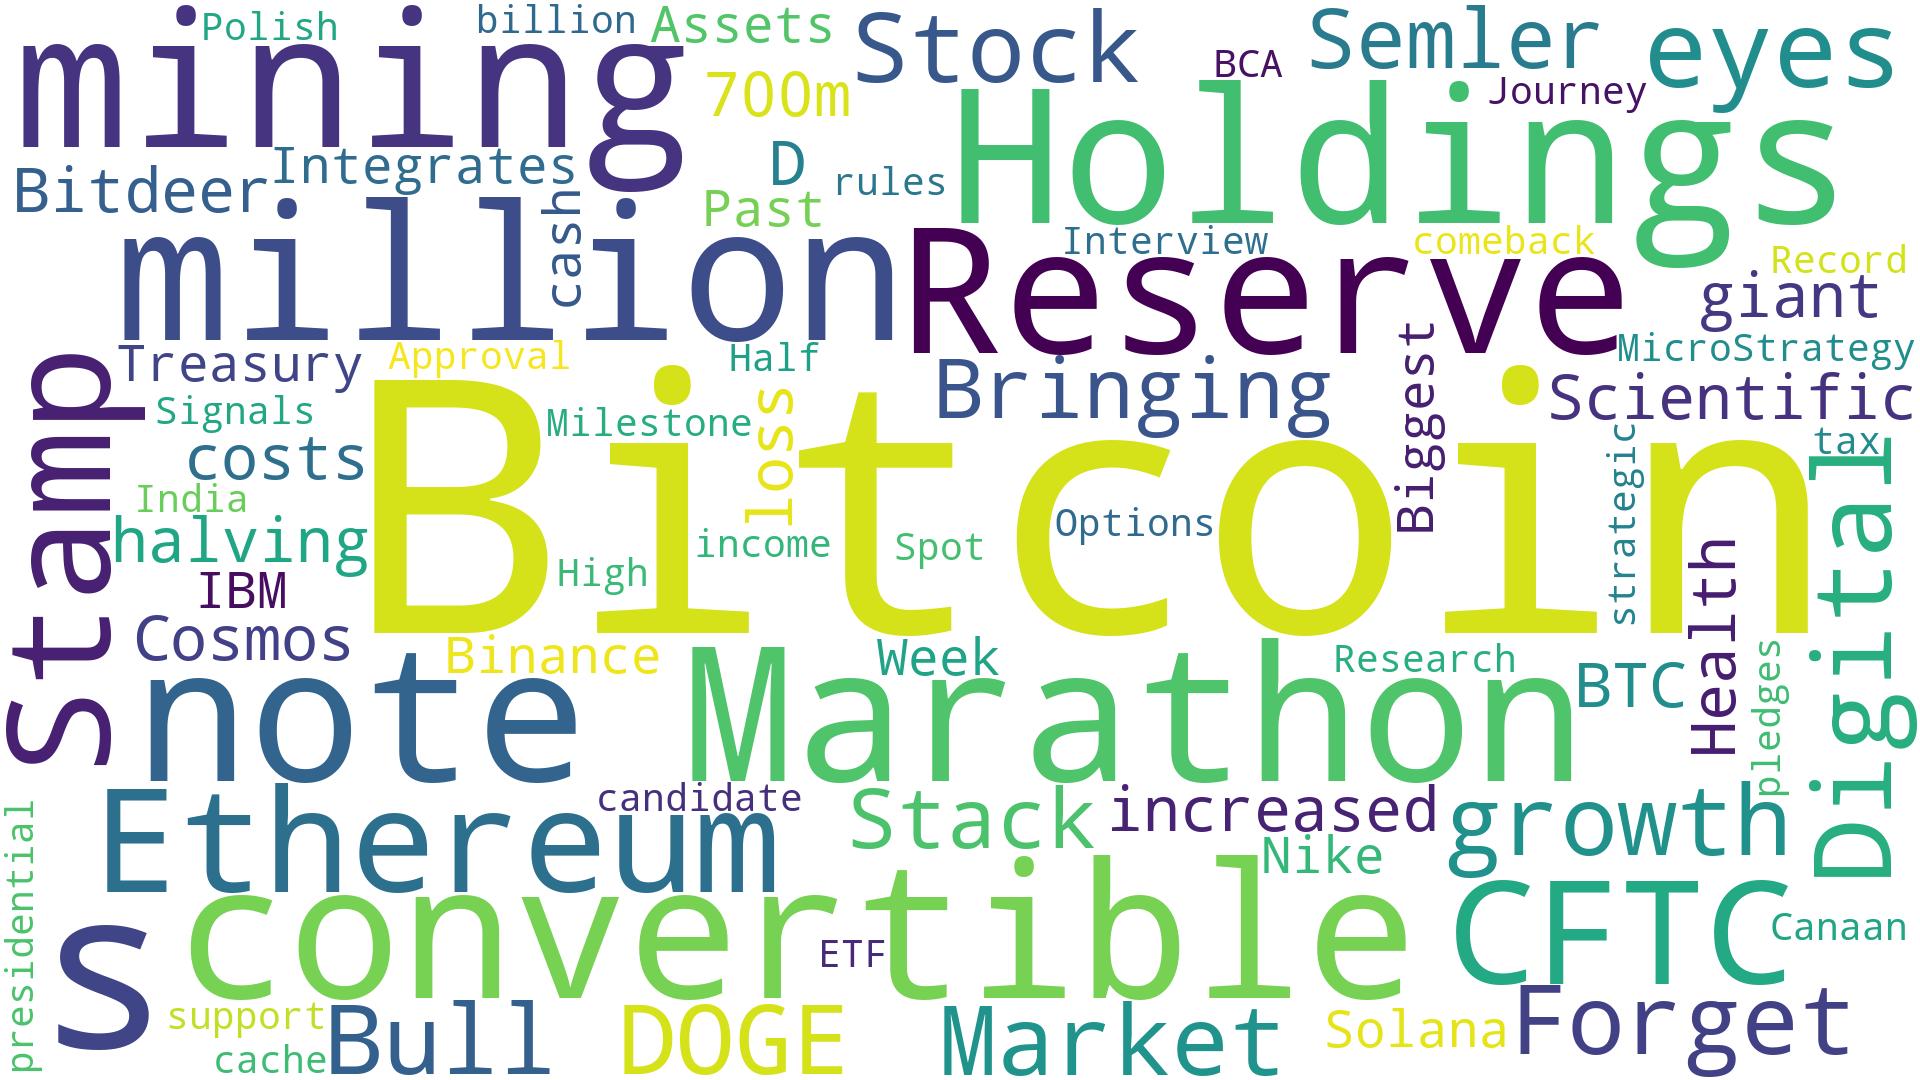 Polish
billion
Assets
Stock
BCA
Semler
eyes
mining
700m
Journey
Holdings
Bitdeer
Integrates
D
rules
cash
Past
million
Reserve
Interview
comeback
Record
giant
Treasury
Approval
Half
Bringing
Biggest
MicroStrategy
Scientific
Stamp
Signals
Milestone
loss
costs
Bitcoin
strategic
tax
India
Options
halving
High
income
Spot
Health
Digital
IBM
Cosmos
Binance
Week
Research
BTC
pledges
note
Marathon
Ethereum
candidate
Stack
increased
growth
Nike
presidential
s
convertible
ETF
CFTC
Canaan
support
cache
Bull
DOGE
Market
Solana
Forget